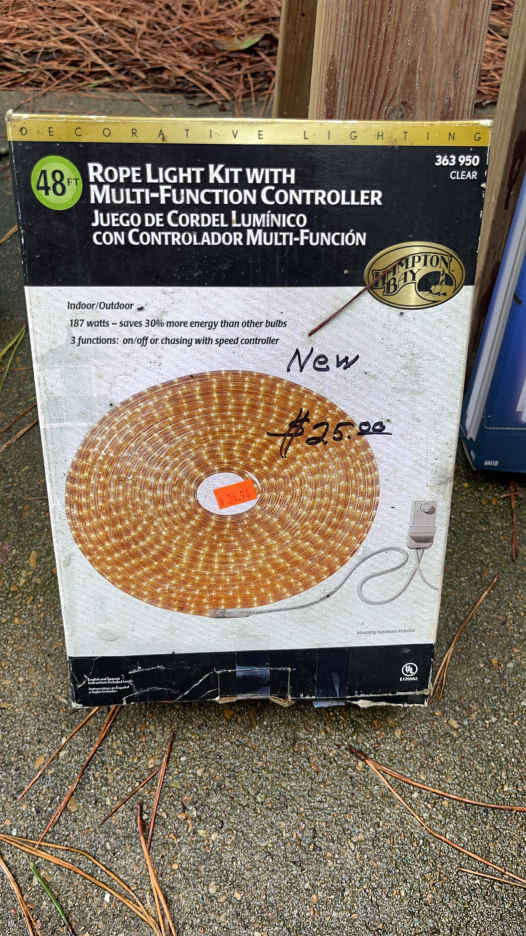 DECORATIVE LIGHTING
48FT
ROPE LIGHT KIT WITH
MULTI-FUNCTION CONTROLLER
JUEGO DE CORDEL LUMÍNICO
CON CONTROLADOR MULTI-FUNCIÓN
363 950
CLEAR
HAMPTON
BAY
Indoor/Outdoor
187 watts – saves 30% more energy than other bulbs
3 functions: on/off or chasing with speed controller
New
$25.00
UL